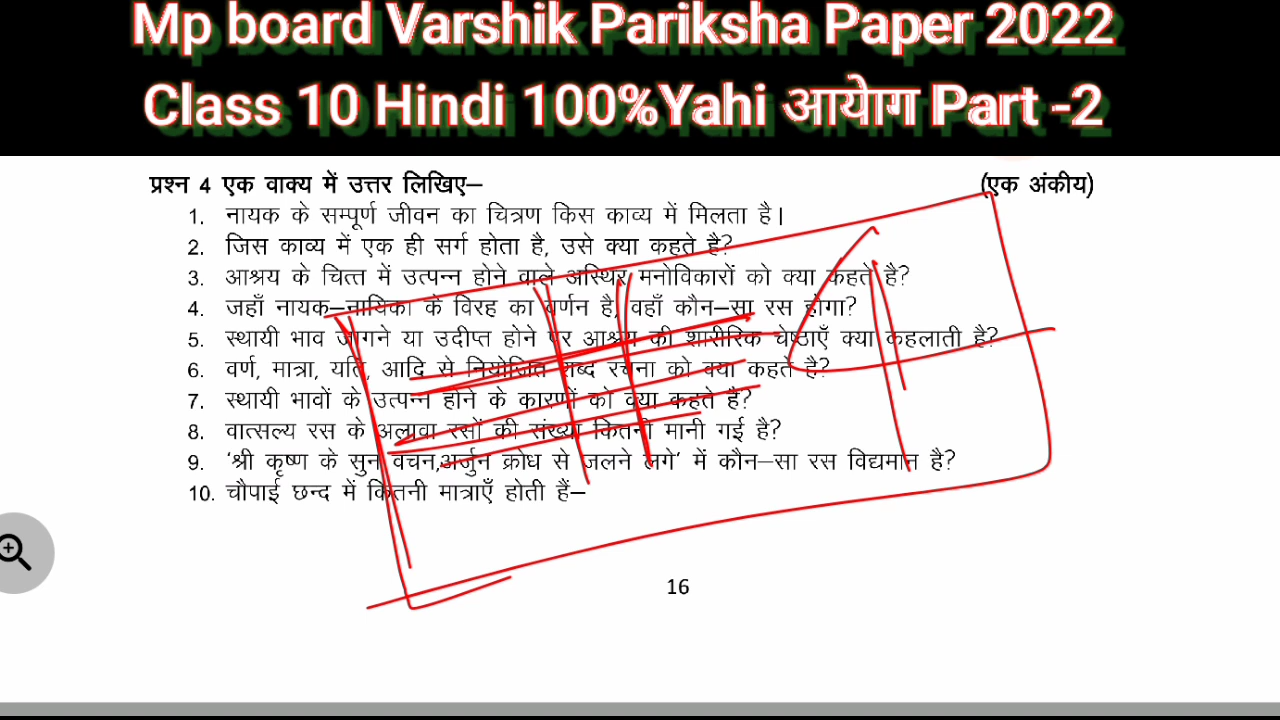 Mp board Varshik Pariksha Paper 2022
Class 10 Hindi 100%Yahi आयेाग Part -2
प्रश्न 4 एक वाक्य में उत्तर लिखिए– (एक अंकीय)
1. नायक के सम्पूर्ण जीवन का चित्रण किस काव्य में मिलता है।
2. जिस काव्य में एक ही सर्ग होता है, उसे क्या कहते है?
3. आश्रय के चित्त में उत्पन्न होने वाले अस्थिर मनोविकारों को क्या कहते है?
4. जहाँ नायक–नायिका के विरह का वर्णन है, वहाँ कौन–सा रस होगा?
5. स्थायी भाव जागने या उदीप्त होने पर आश्रय की शारीरिक चेष्ठाएँ क्या कहलाती है?
6. वर्ण, मात्रा, यति, आदि से नियोजित शब्द रचना को क्या कहते है?
7. स्थायी भावों के उत्पन्न होने के कारणों को क्या कहते है?
8. वात्सल्य रस के अलावा रसों की संख्या कितनी मानी गई है?
9. ‘श्री कृष्ण के सुन वचन,अर्जुन क्रोध से जलने लगे’ में कौन–सा रस विद्यमान है?
10. चौपाई छन्द में कितनी मात्राएँ होती हैं–
16